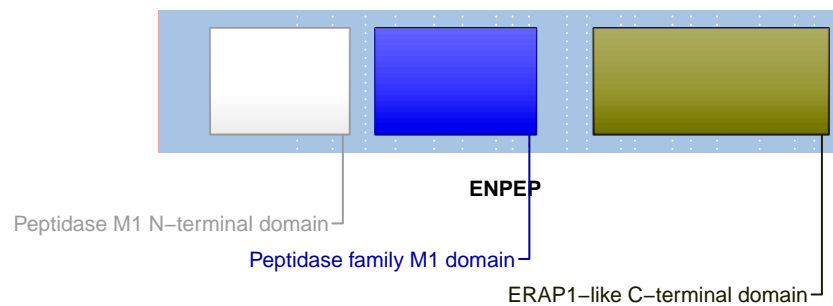 ENPEP
Peptidase M1 N−terminal domain
Peptidase family M1 domain
ERAP1−like C−terminal domain